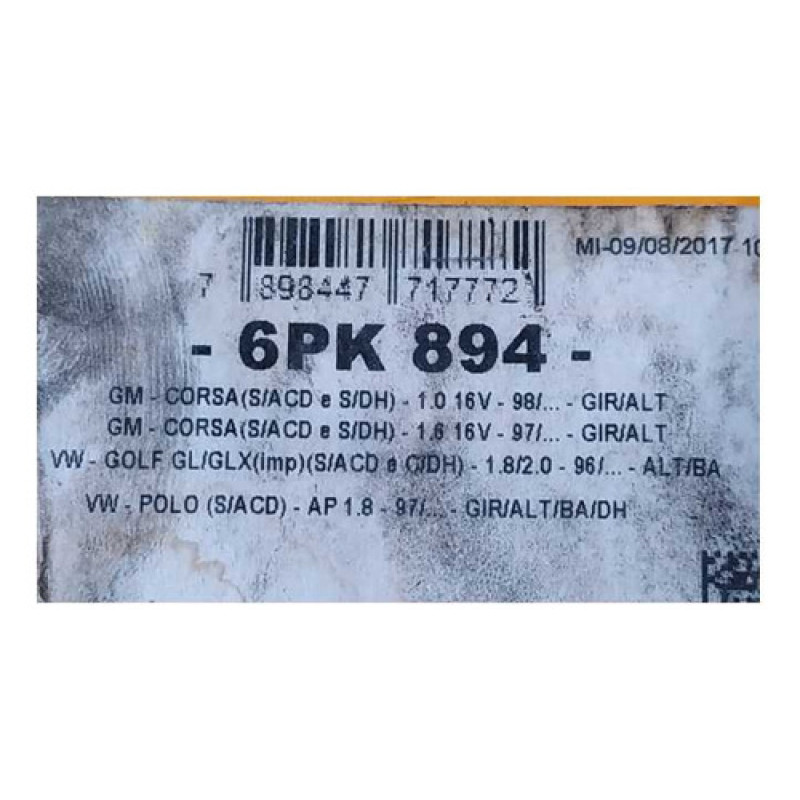 MI-09/08/2017 10
7 898447 717772
- 6PK 894 -
GM - CORSA(S/ACD e S/DH) - 1.0 16V - 98/... - GIR/ALT
GM - CORSA(S/ACD e S/DH) - 1.6 16V - 97/... - GIR/ALT
VW - GOLF GL/GLX(imp)(S/ACD e C/DH) - 1.8/2.0 - 96/... - ALT/BA
VW - POLO (S/ACD) - AP 1.8 - 97/... - GIR/ALT/BA/DH